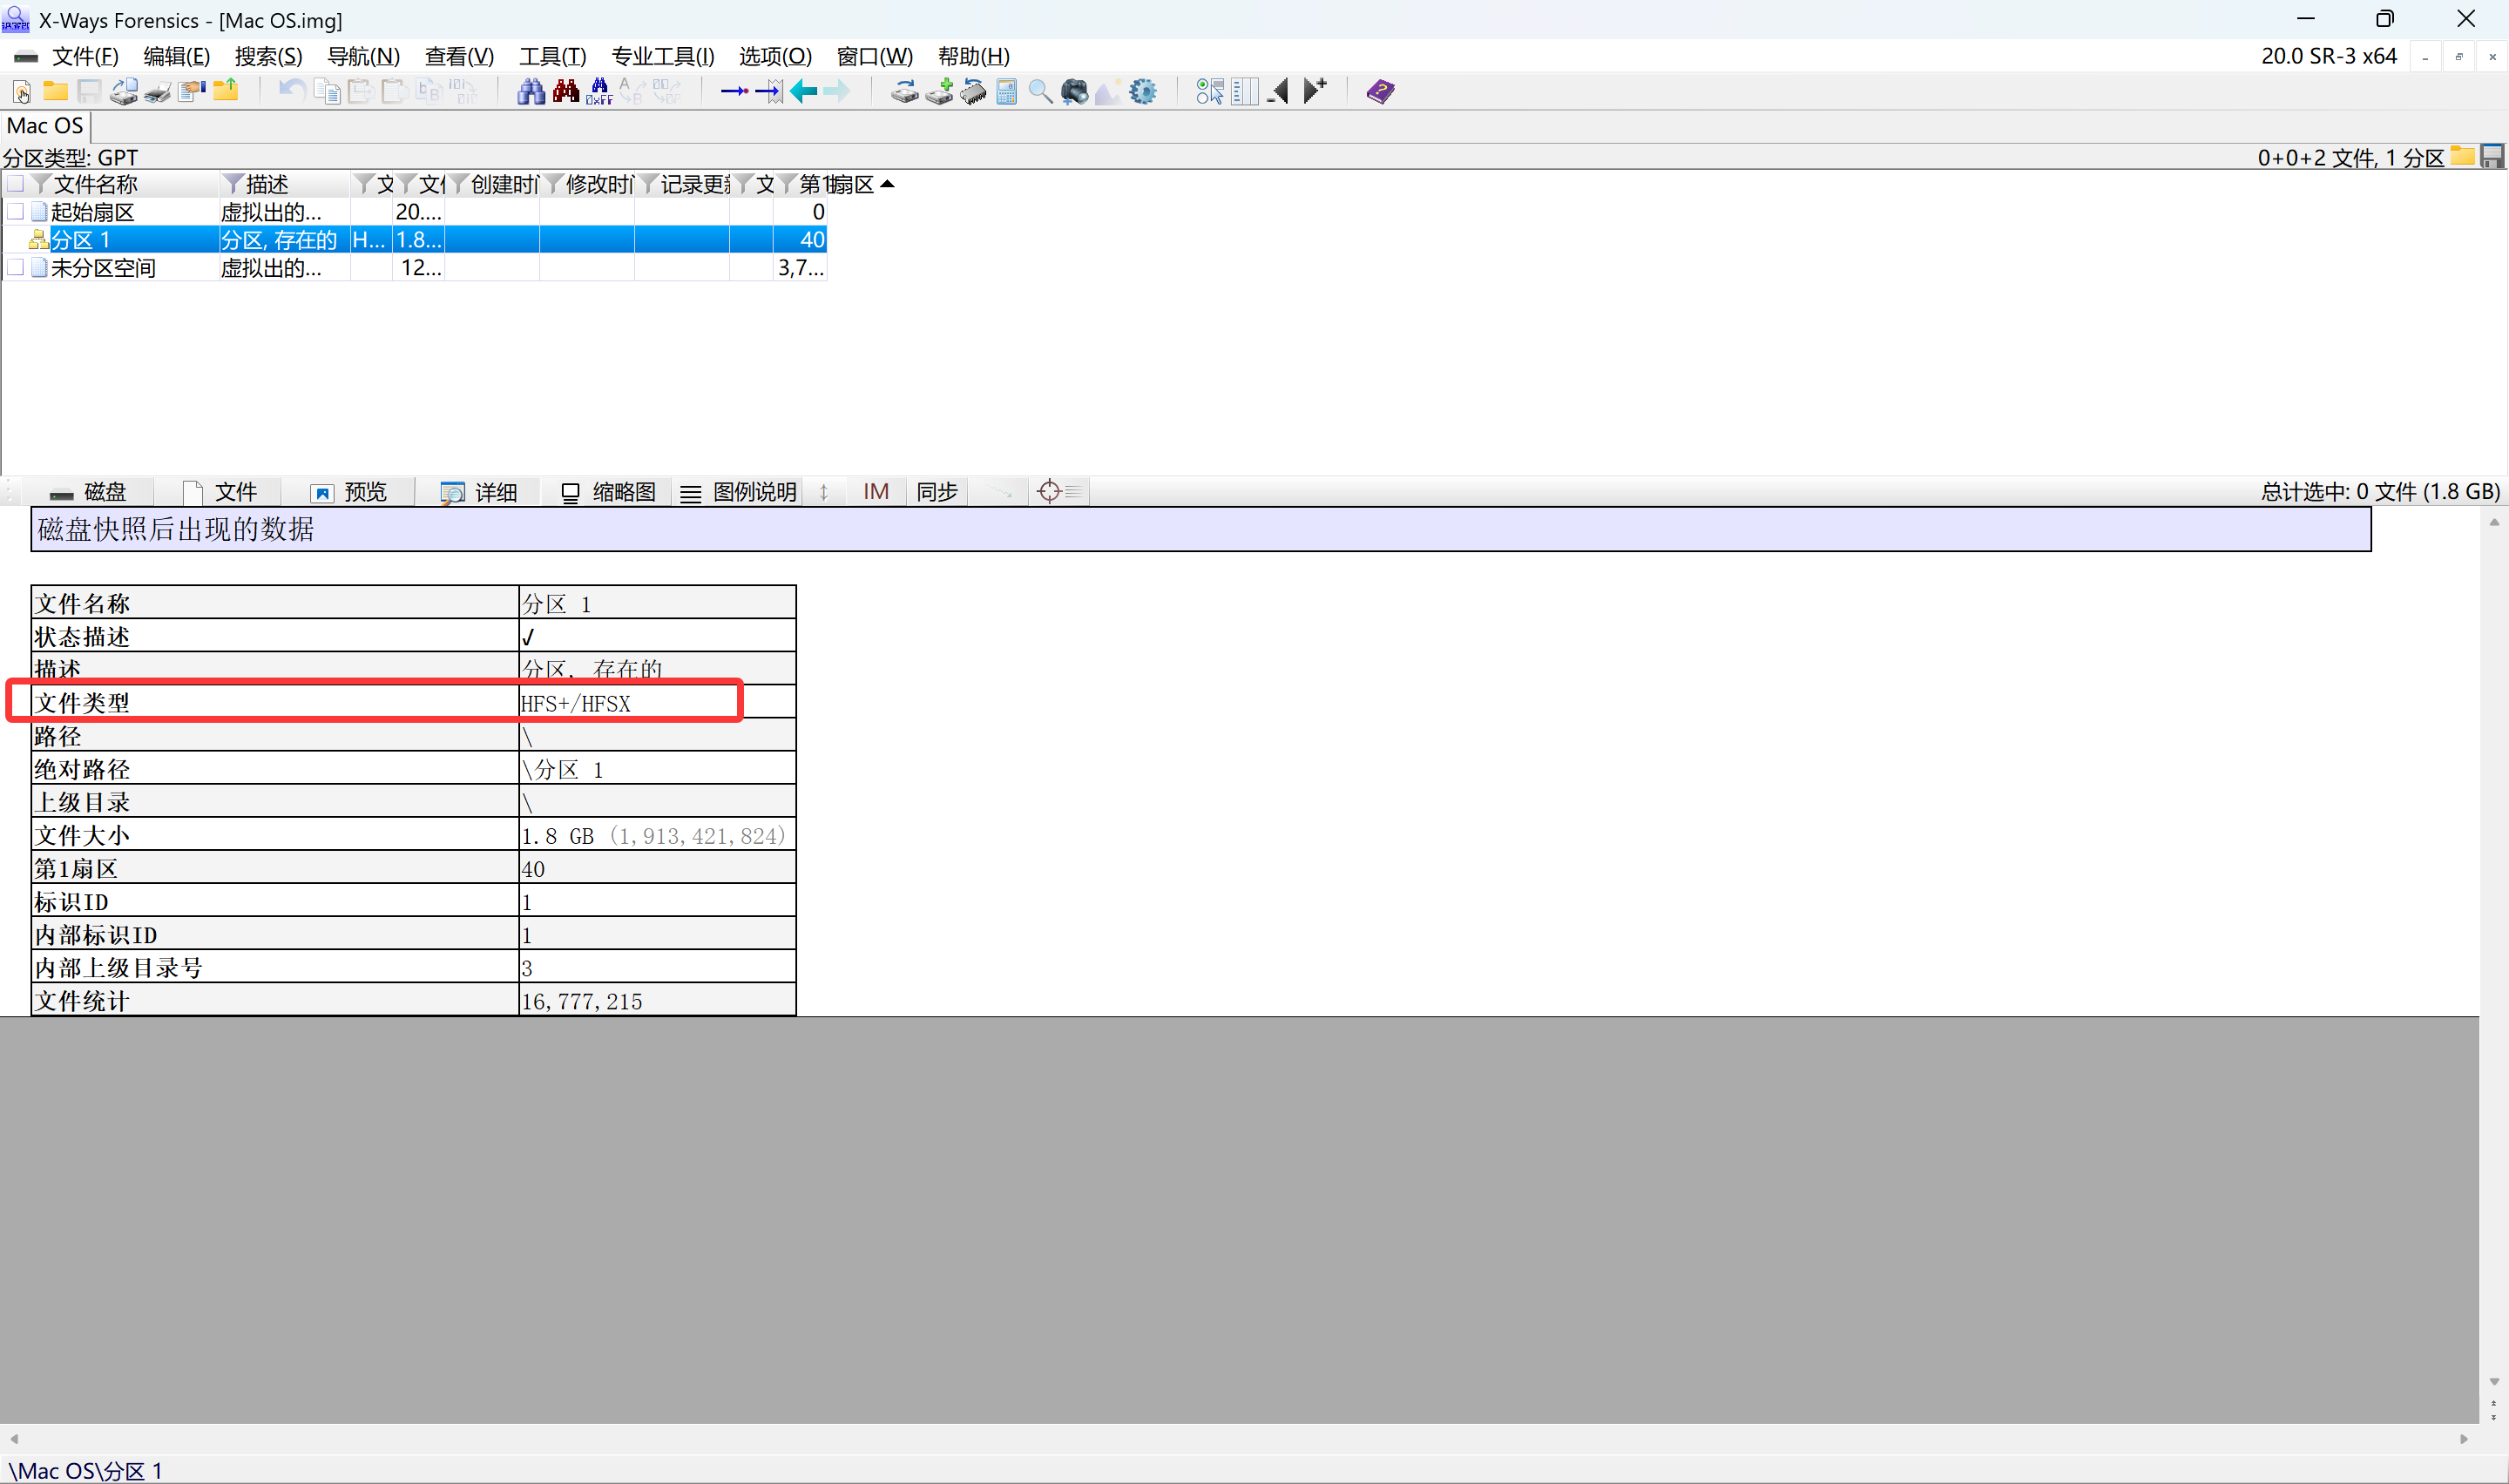 X-Ways Forensics - [Mac OS.img]
文件(F) 编辑(E) 搜索(S) 导航(N) 查看(V) 工具(T) 专业工具(I) 选项(O) 窗口(W) 帮助(H) 20.0 SR-3 x64
Mac OS
分区类型: GPT 0+0+2 文件, 1 分区
文件名称 描述 文 文 创建时 修改时 记录更 文 第1扇区
起始扇区 虚拟出的... 20.... 0
分区 1 分区, 存在的 H... 1.8... 40
未分区空间 虚拟出的... 12... 3,7...
磁盘 文件 预览 详细 缩略图 图例说明 IM 同步 总计选中: 0 文件 (1.8 GB)
磁盘快照后出现的数据
文件名称 分区 1
状态描述 √
描述 分区, 存在的
文件类型 HFS+/HFSX
路径 \
绝对路径 \分区 1
上级目录 \
文件大小 1.8 GB (1,913,421,824)
第1扇区 40
标识ID 1
内部标识ID 1
内部上级目录号 3
文件统计 16,777,215
\Mac OS\分区 1